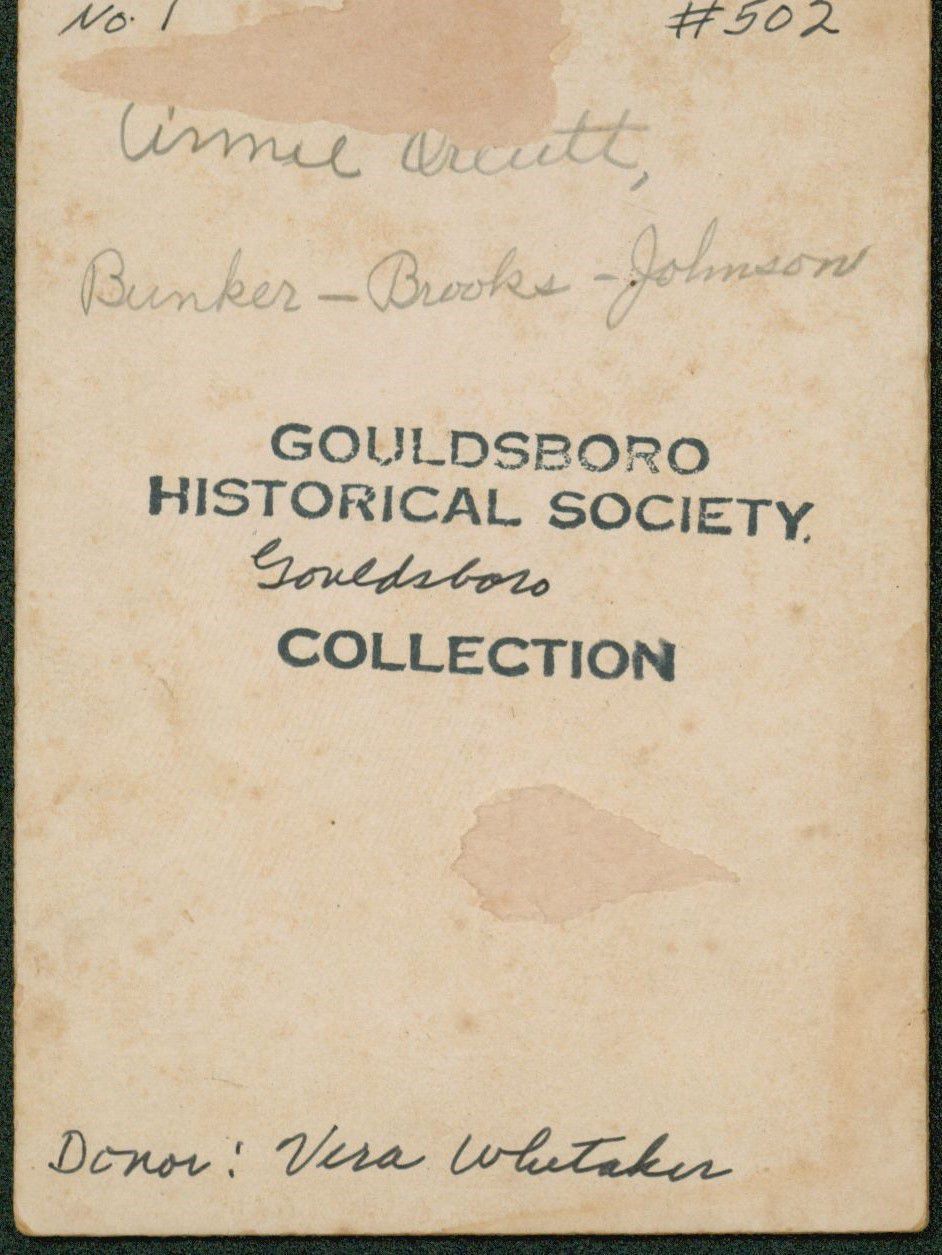 No. 1 #502
Annie Orcutt,
Bunker - Brooks - Johnson
GOULDSBORO
HISTORICAL SOCIETY.
Gouldsboro
COLLECTION
Donor: Vera Whitaker